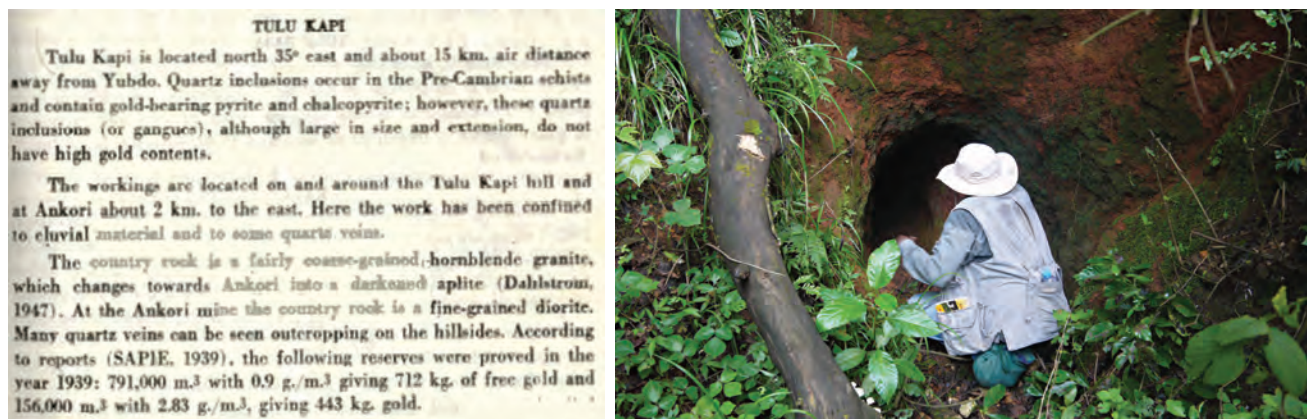 TULU KAPI
Tulu Kapi is located north 35° east and about 15 km. air distance
away from Yubdo. Quartz inclusions occur in the Pre-Cambrian schists
and contain gold-bearing pyrite and chalcopyrite; however, these quartz
inclusions (or gangues), although large in size and extension, do not
have high gold contents.
The workings are located on and around the Tulu Kapi hill and
at Ankori about 2 km. to the east. Here the work has been confined
to eluvial material and to some quartz veins.
The country rock is a fairly coarse-grained, hornblende granite,
which changes towards Ankori into a darkened aplite (Dahlstrom,
1947). At the Ankori mine the country rock is a fine-grained diorite.
Many quartz veins can be seen outcropping on the hillsides. According
to reports (SAPIE, 1939), the following reserves were proved in the
year 1939: 791,000 m.³ with 0.9 g./m.³ giving 712 kg. of free gold and
156,000 m.³ with 2.83 g./m.³, giving 443 kg. gold.